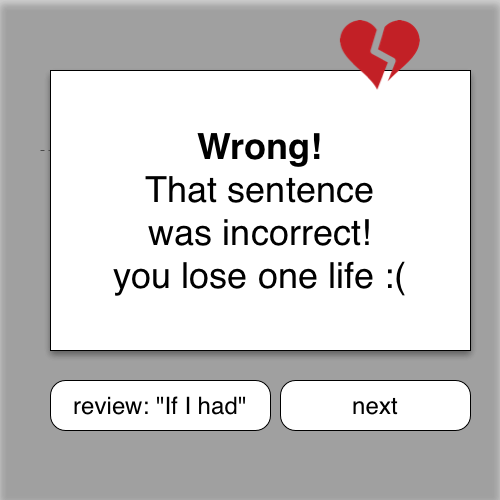 Wrong!
That sentence
was incorrect!
you lose one life :(
review: "If I had"
next